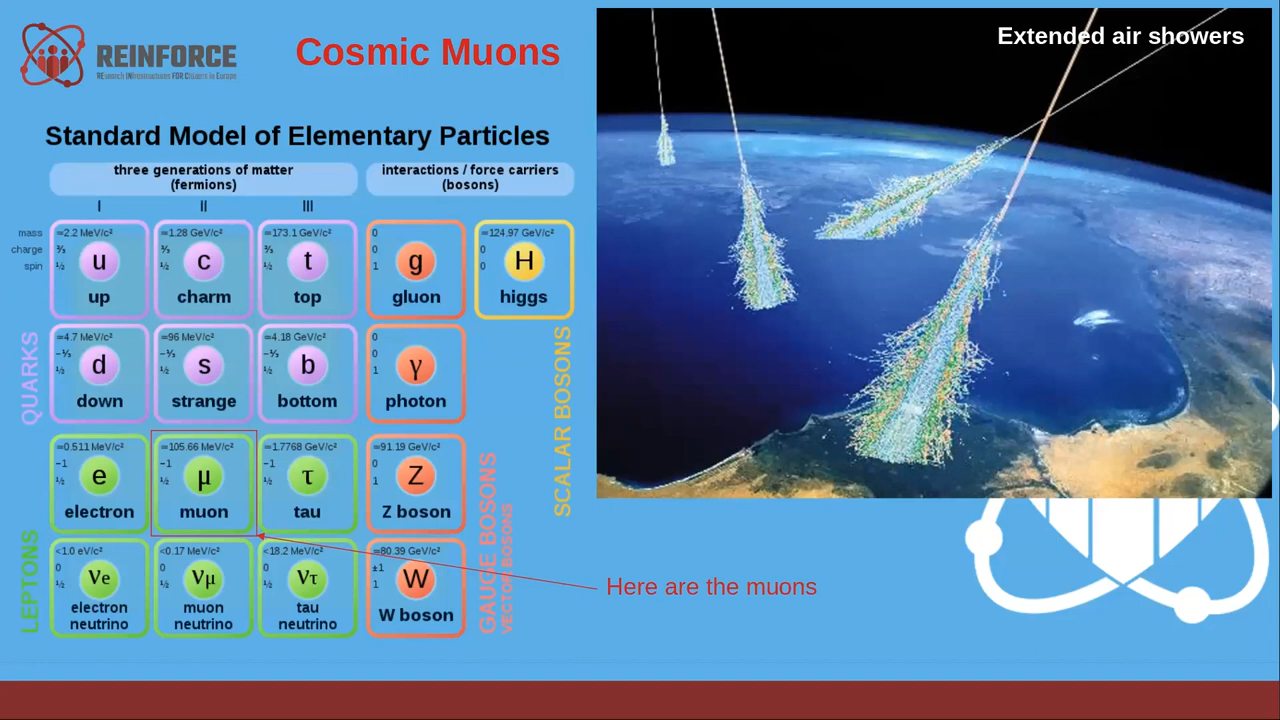 REINFORCE
REsearch INfrastructures FOR Citizens in Europe
Cosmic Muons
Extended air showers
Standard Model of Elementary Particles
three generations of matter
(fermions)
interactions / force carriers
(bosons)
I II III
mass
charge
spin
≃2.2 MeV/c²
⅔
½
u
up
≃1.28 GeV/c²
⅔
½
c
charm
≃173.1 GeV/c²
⅔
½
t
top
0
0
1
g
gluon
≃124.97 GeV/c²
0
0
H
higgs
QUARKS
≃4.7 MeV/c²
−⅓
½
d
down
≃96 MeV/c²
−⅓
½
s
strange
≃4.18 GeV/c²
−⅓
½
b
bottom
0
0
1
γ
photon
SCALAR BOSONS
LEPTONS
≃0.511 MeV/c²
−1
½
e
electron
≃105.66 MeV/c²
−1
½
μ
muon
≃1.7768 GeV/c²
−1
½
τ
tau
≃91.19 GeV/c²
0
1
Z
Z boson
GAUGE BOSONS
VECTOR BOSONS
<1.0 eV/c²
0
½
νe
electron
neutrino
<0.17 MeV/c²
0
½
νμ
muon
neutrino
<18.2 MeV/c²
0
½
ντ
tau
neutrino
≃80.39 GeV/c²
±1
1
W
W boson
Here are the muons